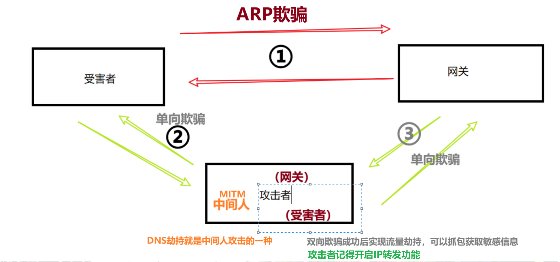 ARP欺骗
①
受害者
网关
单向欺骗
②
③
单向欺骗
(网关)
MITM
中间人
攻击者
(受害者)
DNS劫持就是中间人攻击的一种
双向欺骗成功后实现流量劫持，可以抓包获取敏感信息
攻击者记得开启IP转发功能